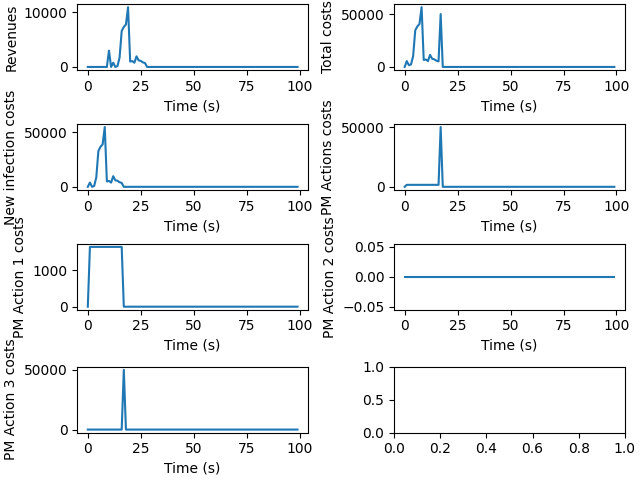 Revenues
10000
0
0 25 50 75 100
Time (s)
Total costs
50000
0
0 25 50 75 100
Time (s)
New infection costs
50000
0
0 25 50 75 100
Time (s)
PM Actions costs
50000
0
0 25 50 75 100
Time (s)
PM Action 1 costs
1000
0
0 25 50 75 100
Time (s)
PM Action 2 costs
0.05
0.00
−0.05
0 25 50 75 100
Time (s)
PM Action 3 costs
50000
0
0 25 50 75 100
Time (s)
1.0
0.5
0.0
0.0 0.2 0.4 0.6 0.8 1.0